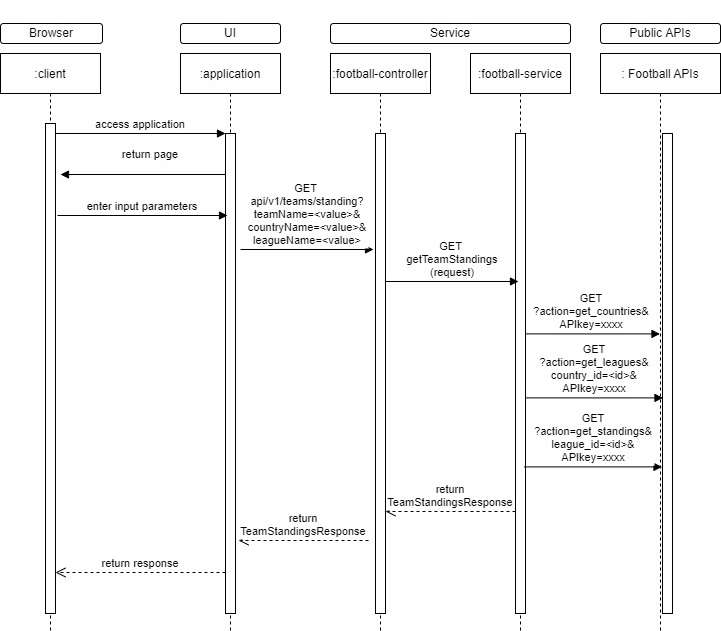 Browser
UI
Service
Public APIs
:client
:application
:football-controller
:football-service
: Football APIs
access application
return page
enter input parameters
GET
api/v1/teams/standing?
teamName=<value>&
countryName=<value>&
leagueName=<value>
GET
getTeamStandings
(request)
GET
?action=get_countries&
APIkey=xxxx
GET
?action=get_leagues&
country_id=<id>&
APIkey=xxxx
GET
?action=get_standings&
league_id=<id>&
APIkey=xxxx
return
TeamStandingsResponse
return
TeamStandingsResponse
return response